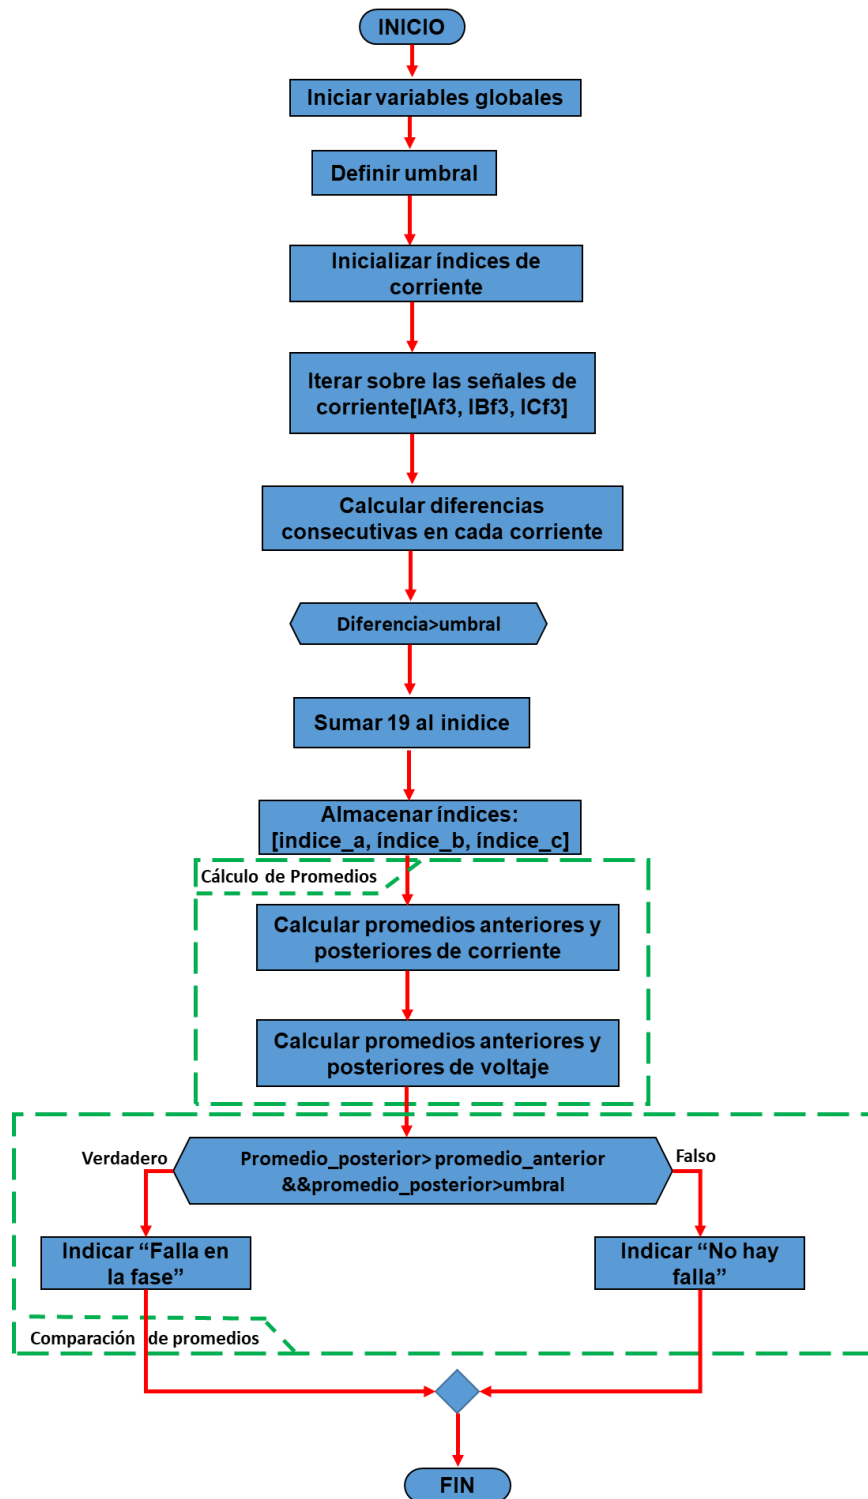 INICIO
Iniciar variables globales
Definir umbral
Inicializar índices de
corriente
Iterar sobre las señales de
corriente[IAf3, IBf3, ICf3]
Calcular diferencias
consecutivas en cada corriente
Diferencia>umbral
Sumar 19 al inidice
Almacenar índices:
[indice_a, índice_b, índice_c]
Cálculo de Promedios
Calcular promedios anteriores y
posteriores de corriente
Calcular promedios anteriores y
posteriores de voltaje
Verdadero
Promedio_posterior>promedio_anterior
&&promedio_posterior>umbral
Falso
Indicar “Falla en
la fase”
Indicar “No hay
falla”
Comparación de promedios
FIN